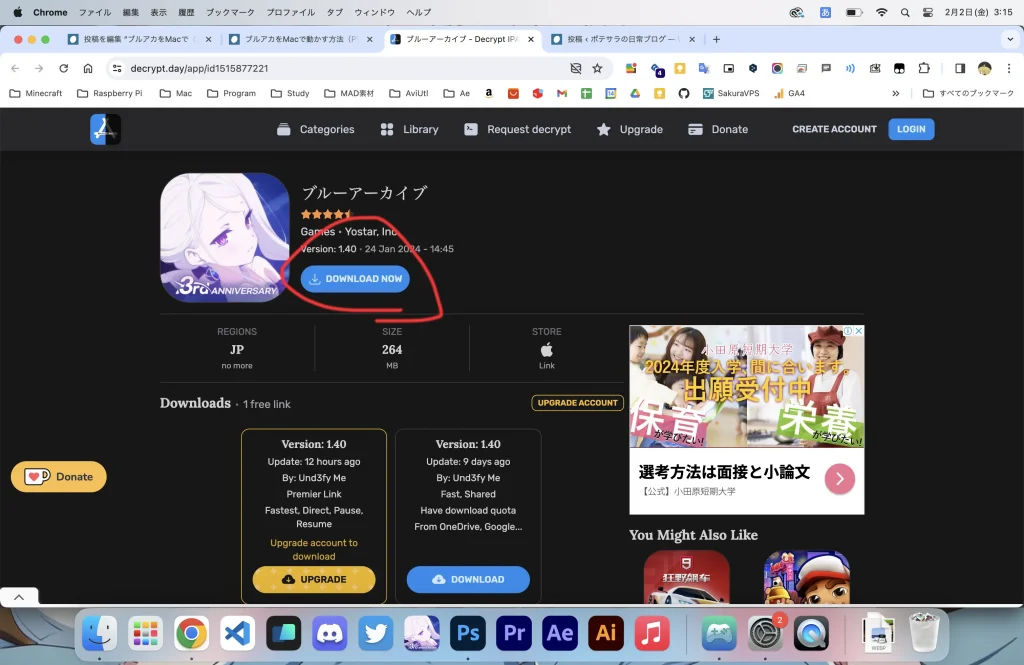 Chrome ファイル 編集 表示 履歴 ブックマーク プロファイル タブ ウィンドウ ヘルプ
あ 2月2日(金) 3:15
投稿を編集 "ブルアカをMacで
ブルアカをMacで動かす方法（P
ブルーアーカイブ - Decrypt IPA
投稿 ‹ ポテサラの日常ブログ —
decrypt.day/app/id1515877221
4
Minecraft Raspberry Pi Mac Program Study MAD素材 AviUtl Ae SakuraVPS GA4 すべてのブックマーク
Categories Library Request decrypt Upgrade Donate CREATE ACCOUNT LOGIN
ブルーアーカイブ
Games • Yostar, Inc
Version: 1.40 · 24 Jan 2024 - 14:45
DOWNLOAD NOW
3rd ANNIVERSARY
REGIONS
JP
no more
SIZE
264
MB
STORE
Link
Downloads · 1 free link
UPGRADE ACCOUNT
Version: 1.40
Update: 12 hours ago
By: Und3fy Me
Premier Link
Fastest, Direct, Pause,
Resume
Upgrade account to
download
UPGRADE
Version: 1.40
Update: 9 days ago
By: Und3fy Me
Fast, Shared
Have download quota
From OneDrive, Google...
DOWNLOAD
Donate
小田原短期大学
2024年度入学、間に合います。
出願受付中
保育
が学びたい!
栄養
が学びたい!
選考方法は面接と小論文
【公式】小田原短期大学
You Might Also Like
9
狂野飙车
Ps Pr Ae Ai
2
WEBP